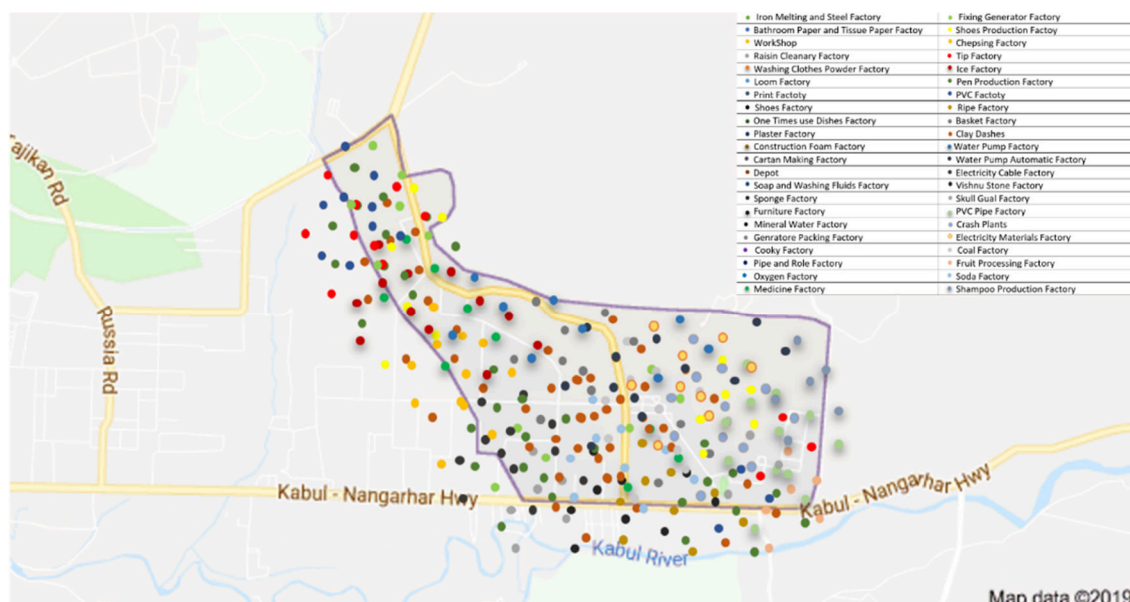 Iron Melting and Steel Factory
Fixing Generator Factory
Bathroom Paper and Tissue Paper Factoy
Shoes Production Factoy
WorkShop
Chepsing Factory
Raisin Cleanary Factory
Tip Factory
Washing Clothes Powder Factory
Ice Factory
Loom Factory
Pen Production Factory
Print Factoty
PVC Factoty
Shoes Factory
Ripe Factory
One Times use Dishes Factory
Basket Factory
Plaster Factory
Clay Dashes
Construction Foam Factory
Water Pump Factory
Cartan Making Factory
Water Pump Automatic Factory
Depot
Electricity Cable Factory
Soap and Washing Fluids Factory
Vishnu Stone Factory
Sponge Factory
Skull Gual Factory
Furniture Factory
PVC Pipe Factory
Mineral Water Factory
Crash Plants
Genratore Packing Factory
Electricity Materials Factory
Cooky Factory
Coal Factory
Pipe and Role Factory
Fruit Processing Factory
Oxygen Factory
Soda Factory
Medicine Factory
Shampoo Production Factory
ajikan Rd
Russia Rd
Kabul - Nangarhar Hwy
Kabul - Nangarhar Hwy
Kabul River
Map data ©2019